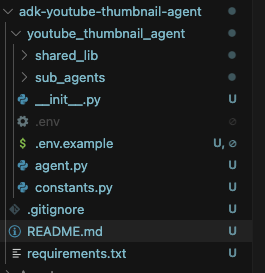 adk-youtube-thumbnail-agent
youtube_thumbnail_agent
shared_lib
sub_agents
__init__.py U
.env
$ .env.example U,
agent.py U
constants.py U
.gitignore U
README.md U
requirements.txt U